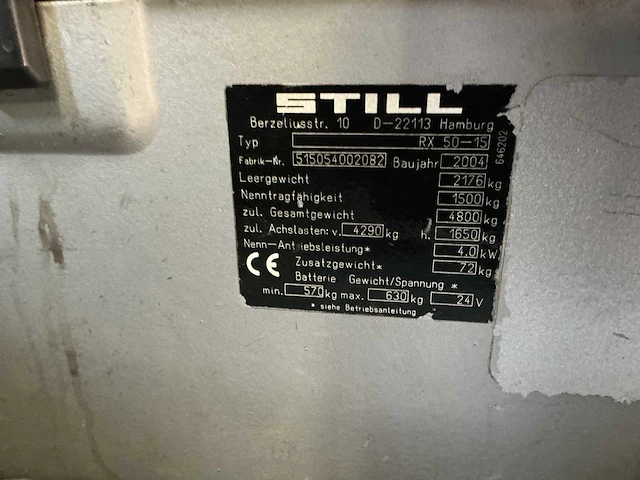 STILL
Berzeliusstr. 10 D-22113 Hamburg
Typ RX 50-15
Fabrik-Nr. 515054002082 Baujahr 2004
Leergewicht 2176 kg
Nenntragfähigkeit 1500 kg
zul. Gesamtgewicht 4800 kg
zul. Achslasten: v. 4290 kg h. 1650 kg
Nenn-Antriebsleistung* 4.0 kW
CE Zusatzgewicht* 72 kg
Batterie Gewicht/Spannung *
min. 570 kg max. 630 kg 24 V
* siehe Betriebsanleitung
646202